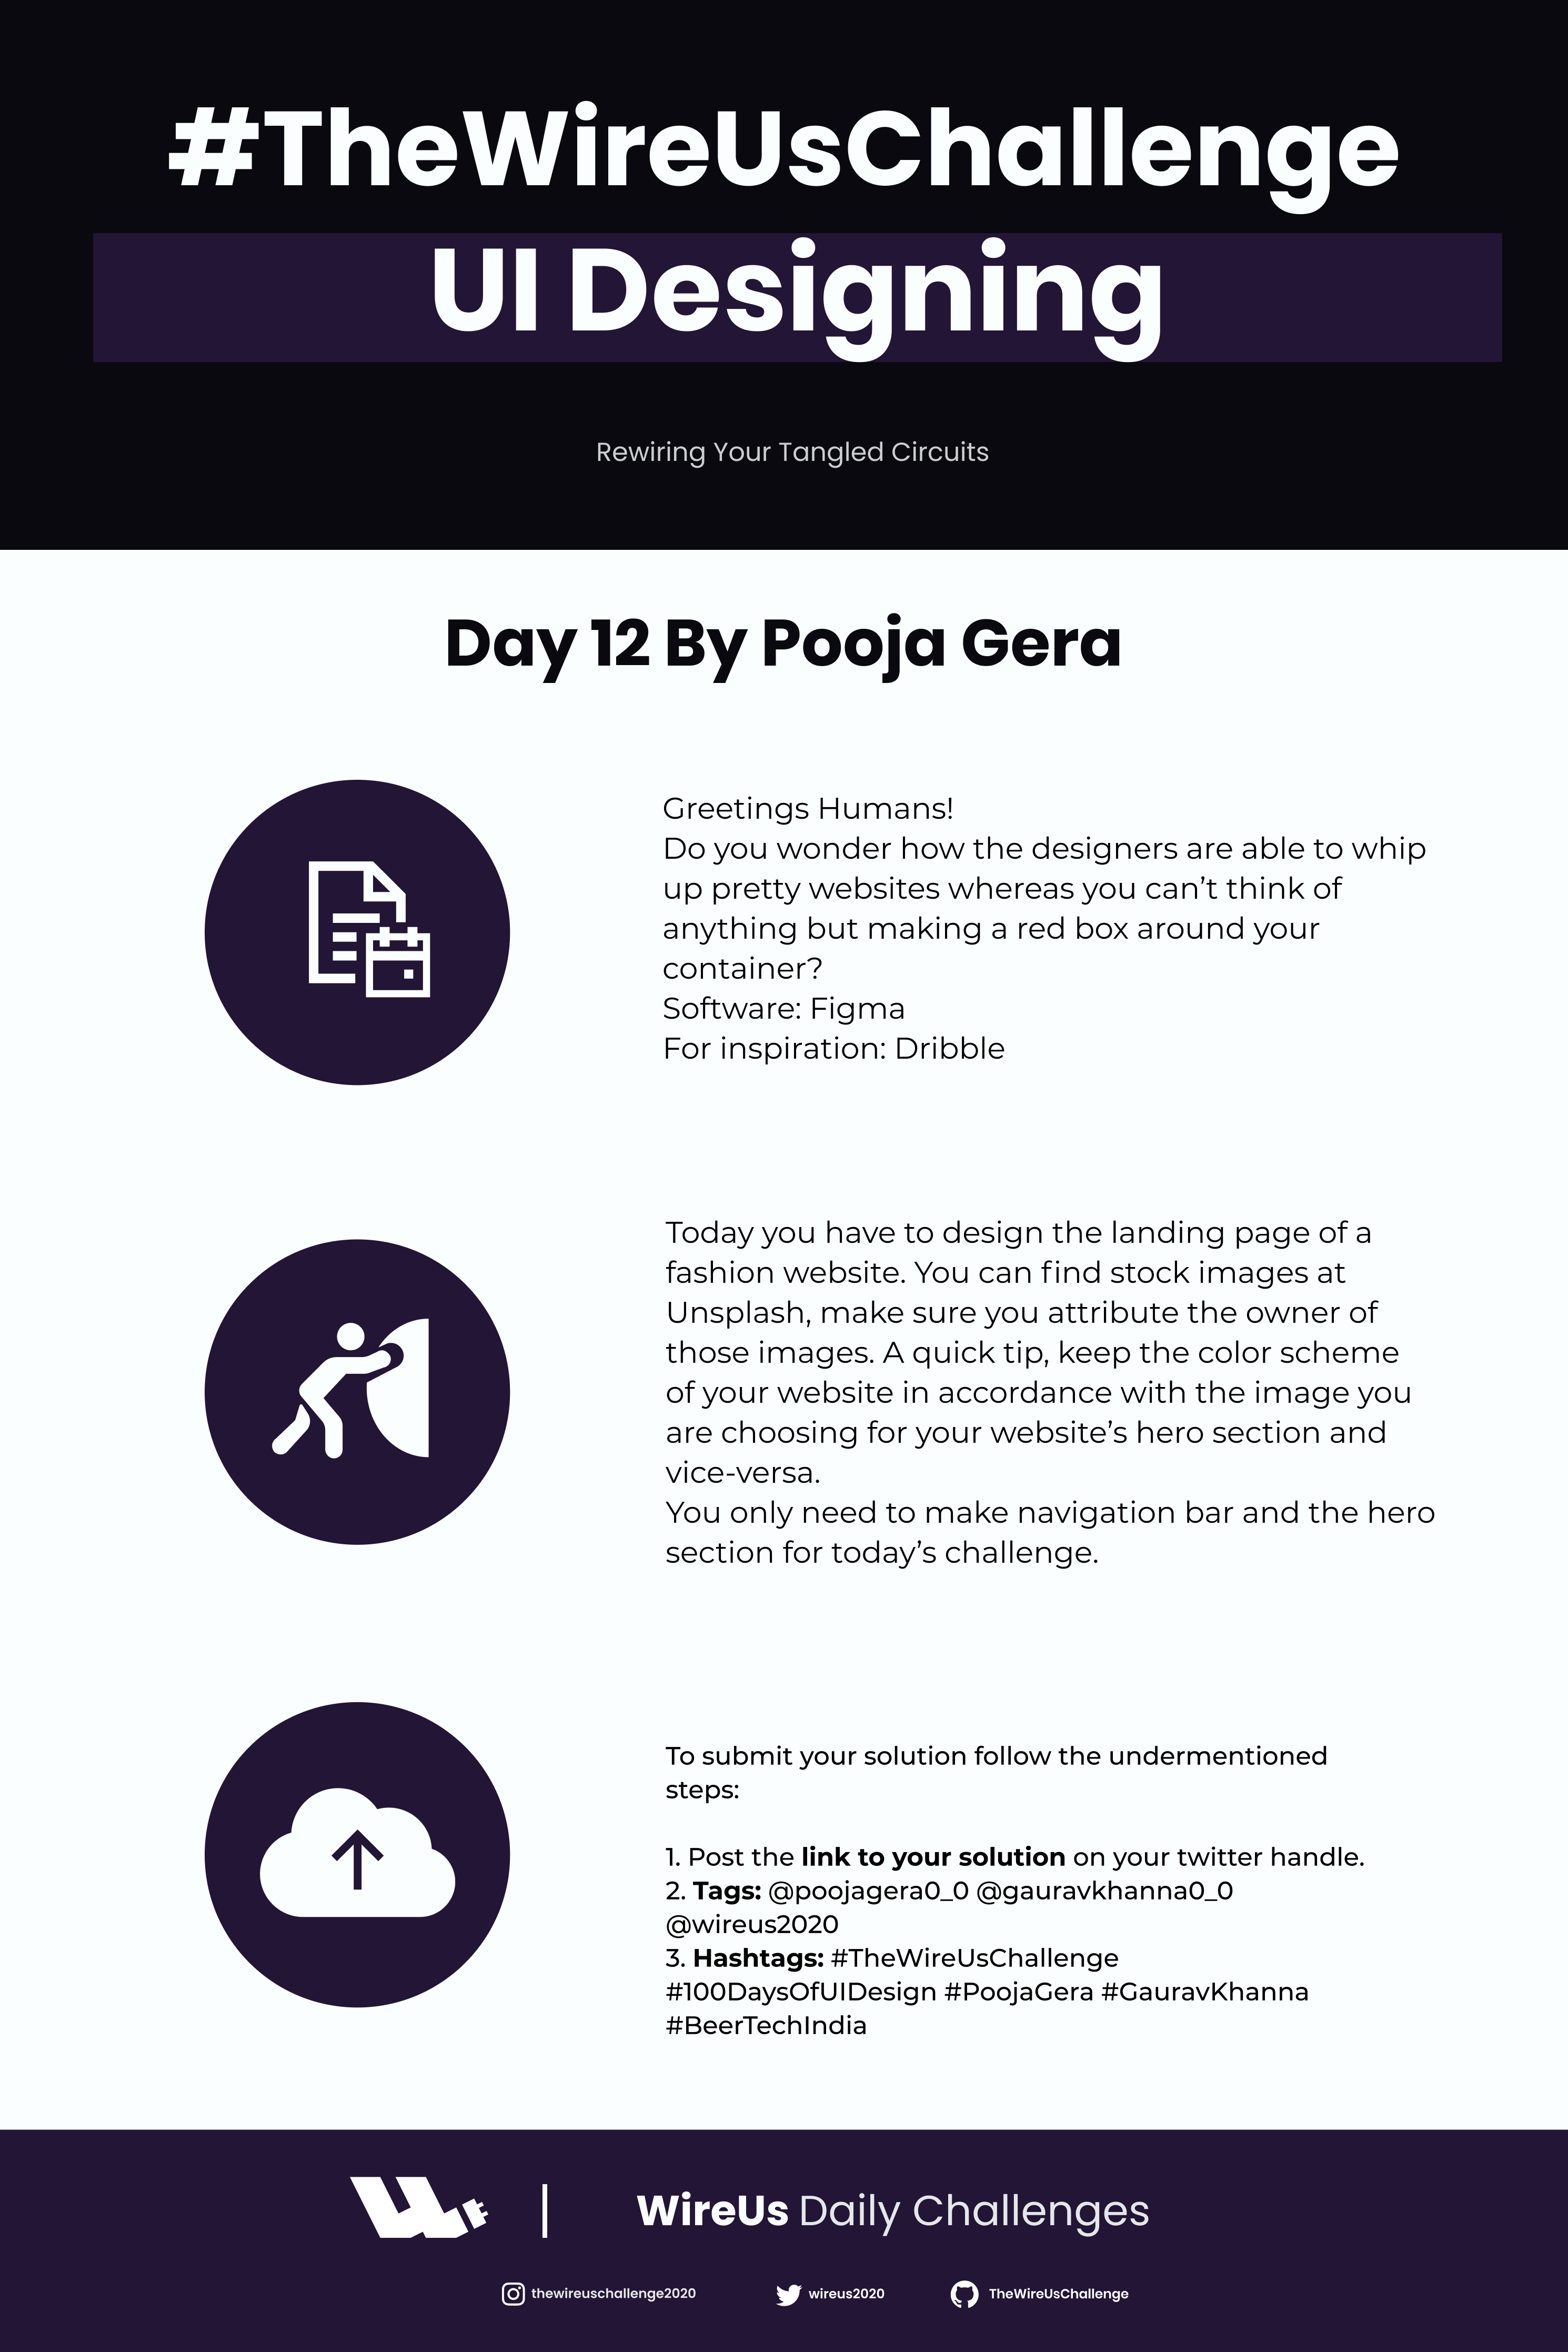 #TheWireUsChallenge
UI Designing
Rewiring Your Tangled Circuits
Day 12 By Pooja Gera
Greetings Humans!
Do you wonder how the designers are able to whip
up pretty websites whereas you can’t think of
anything but making a red box around your
container?
Software: Figma
For inspiration: Dribble
Today you have to design the landing page of a
fashion website. You can find stock images at
Unsplash, make sure you attribute the owner of
those images. A quick tip, keep the color scheme
of your website in accordance with the image you
are choosing for your website’s hero section and
vice-versa.
You only need to make navigation bar and the hero
section for today’s challenge.
To submit your solution follow the undermentioned
steps:
1. Post the link to your solution on your twitter handle.
2. Tags: @poojagera0_0 @gauravkhanna0_0
@wireus2020
3. Hashtags: #TheWireUsChallenge
#100DaysOfUIDesign #PoojaGera #GauravKhanna
#BeerTechIndia
WireUs Daily Challenges
thewireuschallenge2020 wireus2020 TheWireUsChallenge